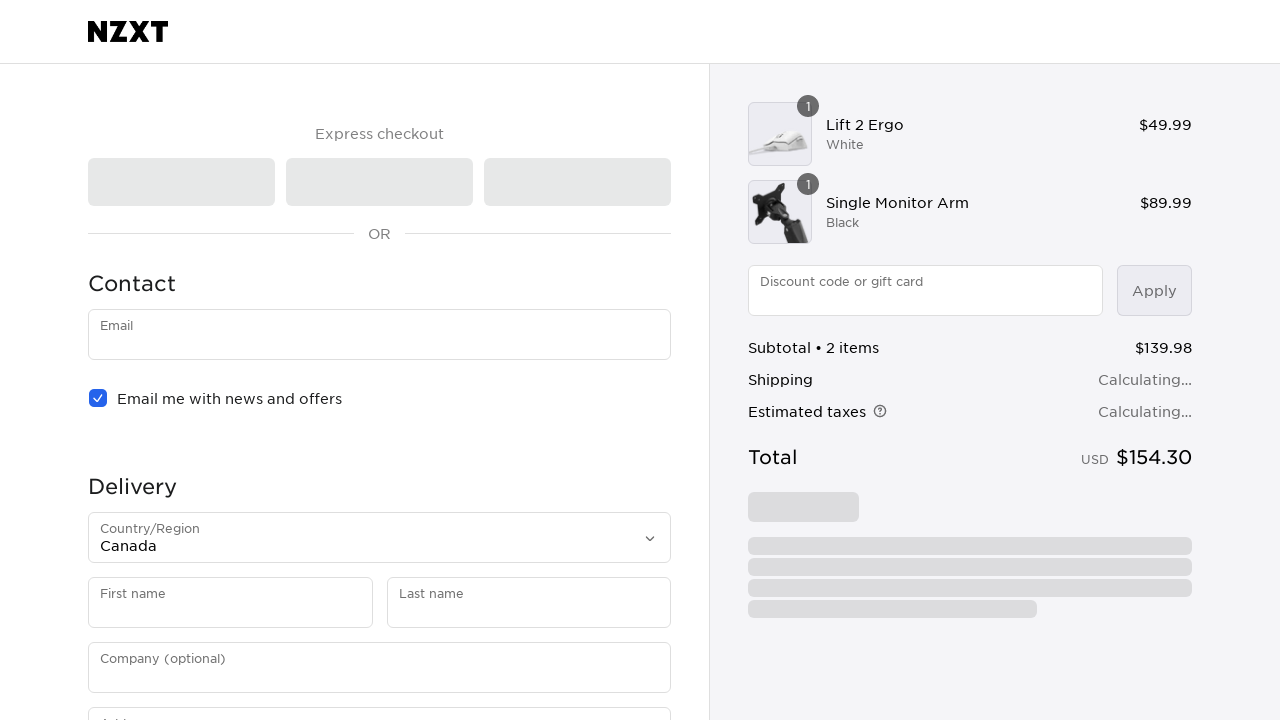 NZXT
Express checkout
OR
Contact
Email
Email me with news and offers
Delivery
Country/Region
Canada
First name
Last name
Company (optional)
1
Lift 2 Ergo
$49.99
White
1
Single Monitor Arm
$89.99
Black
Discount code or gift card
Apply
Subtotal • 2 items
$139.98
Shipping
Calculating...
Estimated taxes
Calculating...
Total
USD $154.30